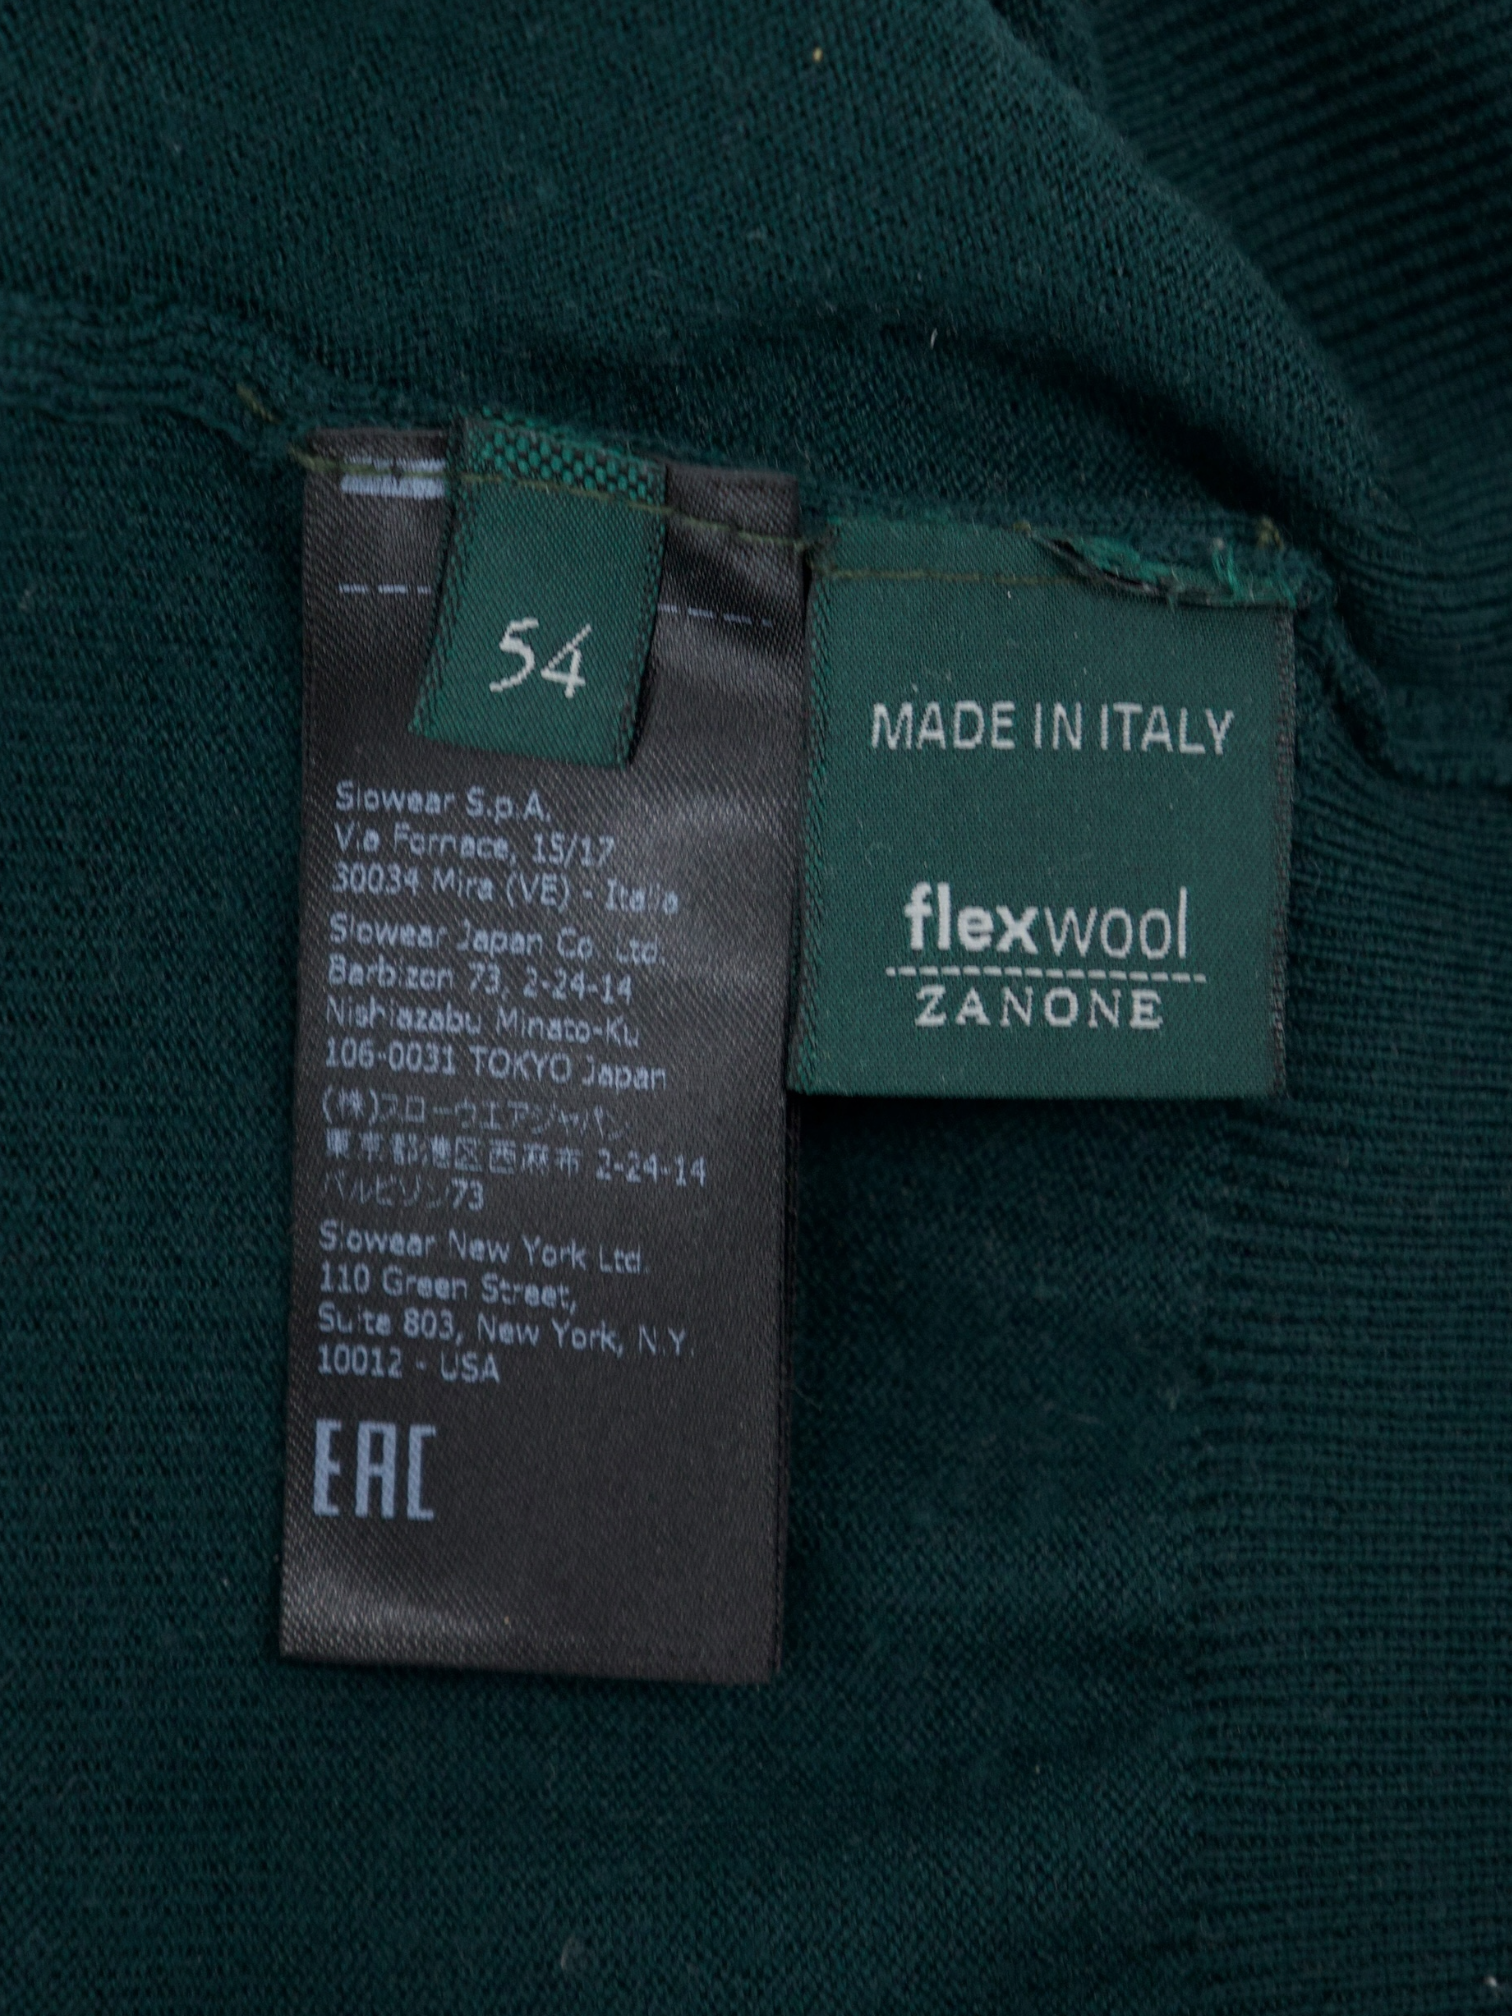 54
MADE IN ITALY
flexwool
ZANONE
Slowear S.p.A.
Via Fornace, 15/17
30034 Mira (VE) - Italia
Slowear Japan Co. Ltd.
Barbizon 73, 2-24-14
Nishiazabu Minato-Ku
106-0031 TOKYO Japan
(株)スローウエアジャパン
東京都港区西麻布 2-24-14
バルビゾン73
Slowear New York Ltd.
110 Green Street,
Suite 803, New York, N.Y.
10012 - USA
EAC